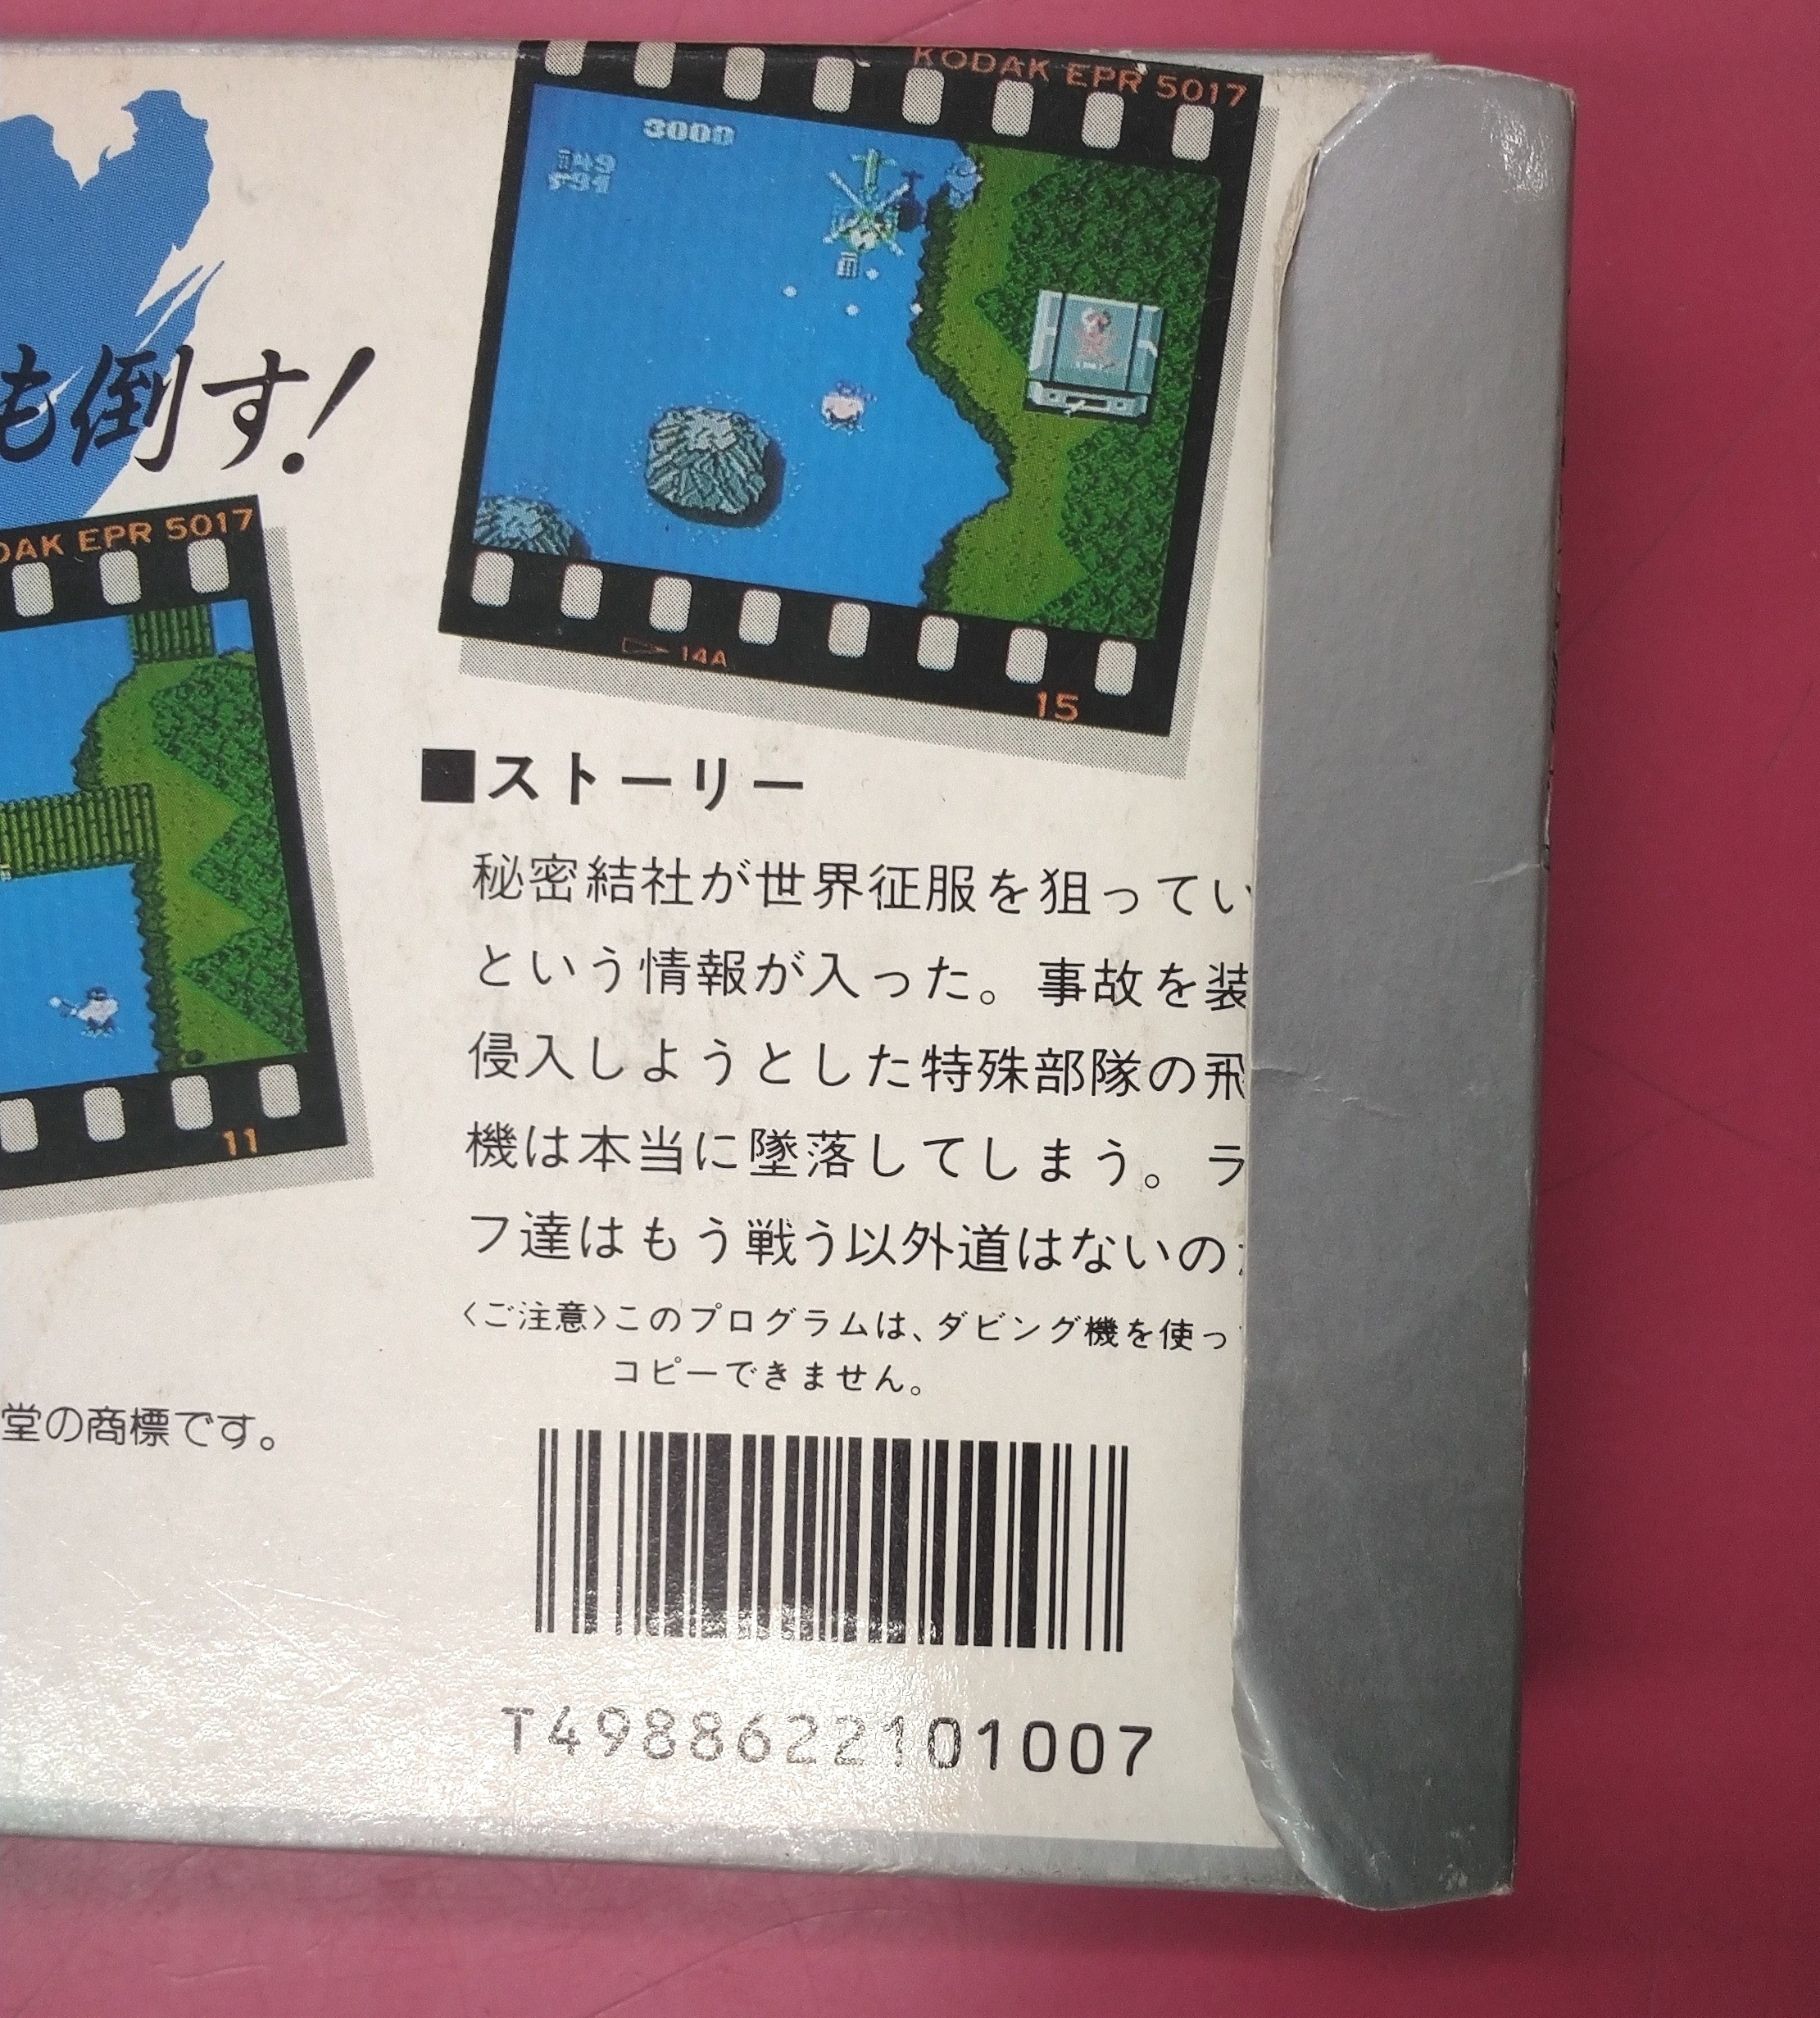 KODAK EPR 5017
3000
も倒す!
DAK EPR 5017
14A
15
11
■ストーリー
秘密結社が世界征服を狙ってい
という情報が入った。事故を装
侵入しようとした特殊部隊の飛
機は本当に墜落してしまう。ラ
フ達はもう戦う以外道はないの
〈ご注意〉このプログラムは、ダビング機を使っ
コピーできません。
堂の商標です。
T4988622101007